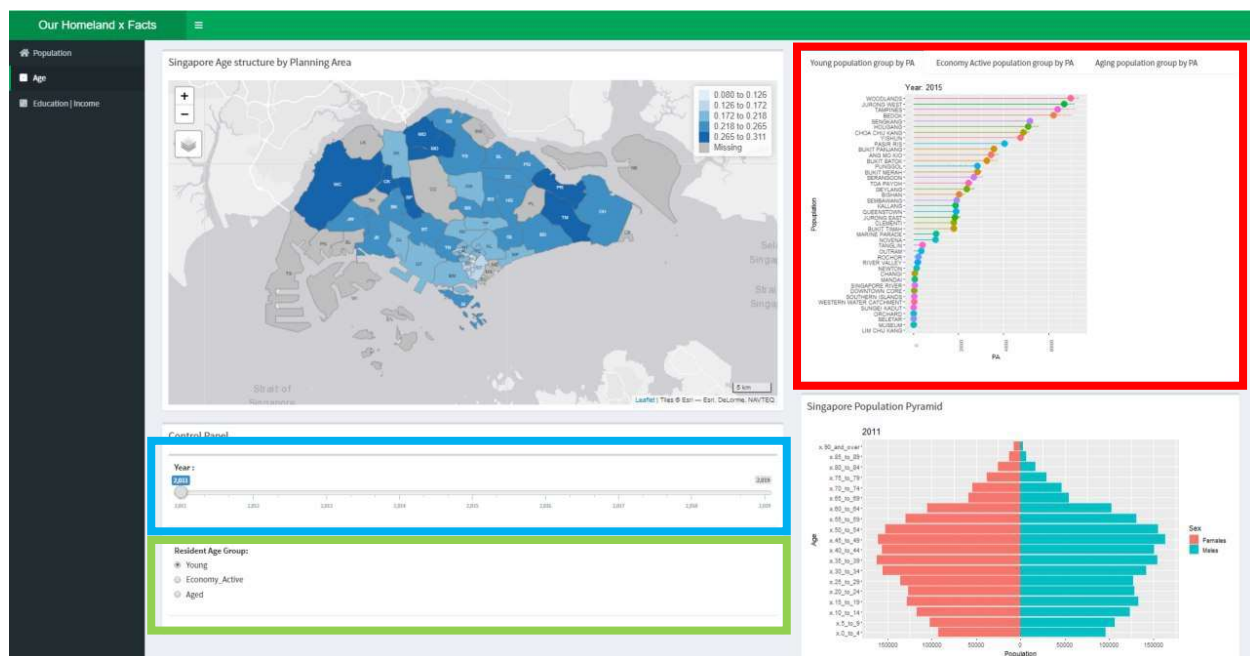 Our Homeland x Facts
Population
Age
Education | Income
Singapore Age structure by Planning Area
+
−
0.080 to 0.126
0.126 to 0.172
0.172 to 0.218
0.218 to 0.265
0.265 to 0.311
Missing
Strait of
Singapore
5 km
Leaflet | Tiles © Esri — Esri, DeLorme, NAVTEQ
Control Panel
Year :
Resident Age Group:
Young
Economy_Active
Aged
Young population group by PA
Economy Active population group by PA
Aging population group by PA
Year: 2015
WOODLANDS
JURONG WEST
TAMPINES
BEDOK
SENGKANG
HOUGANG
CHOA CHU KANG
YISHUN
PASIR RIS
BUKIT PANJANG
ANG MO KIO
BUKIT BATOK
PUNGGOL
BUKIT MERAH
SERANGOON
TOA PAYOH
GEYLANG
BISHAN
SEMBAWANG
KALLANG
QUEENSTOWN
JURONG EAST
CLEMENTI
BUKIT TIMAH
MARINE PARADE
NOVENA
TANGLIN
OUTRAM
ROCHOR
RIVER VALLEY
NEWTON
CHANGI
MANDAI
SINGAPORE RIVER
DOWNTOWN CORE
SOUTHERN ISLANDS
WESTERN WATER CATCHMENT
SUNGEI KADUT
ORCHARD
SELETAR
MUSEUM
LIM CHU KANG
PA
Singapore Population Pyramid
2011
x.90_and_over
x.85_to_89
x.80_to_84
x.75_to_79
x.70_to_74
x.65_to_69
x.60_to_64
x.55_to_59
x.50_to_54
x.45_to_49
x.40_to_44
x.35_to_39
x.30_to_34
x.25_to_29
x.20_to_24
x.15_to_19
x.10_to_14
x.5_to_9
x.0_to_4
Age
150000 100000 50000 0 50000 100000 150000
Population
Sex
Females
Males